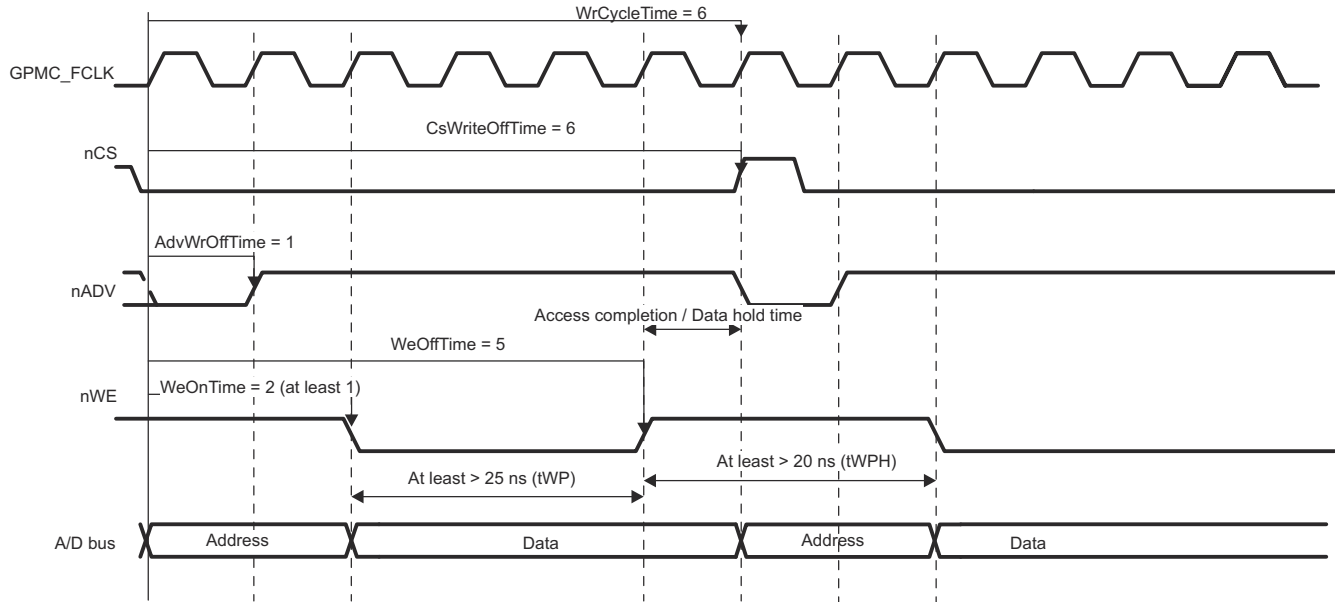 WrCycleTime = 6
GPMC_FCLK
CsWriteOffTime = 6
nCS
AdvWrOffTime = 1
nADV
Access completion / Data hold time
WeOffTime = 5
WeOnTime = 2 (at least 1)
nWE
At least > 25 ns (tWP)
At least > 20 ns (tWPH)
A/D bus
Address
Data
Address
Data